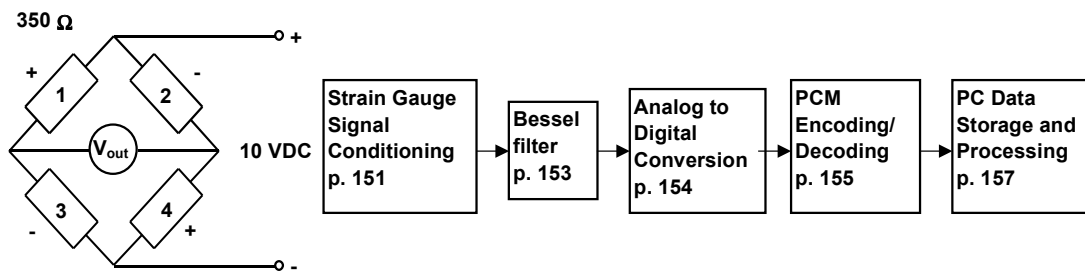 350 Ω
+
-
1
2
Vout
3
4
-
+
+
10 VDC
-
Strain Gauge
Signal
Conditioning
p. 151
Bessel
filter
p. 153
Analog to
Digital
Conversion
p. 154
PCM
Encoding/
Decoding
p. 155
PC Data
Storage and
Processing
p. 157